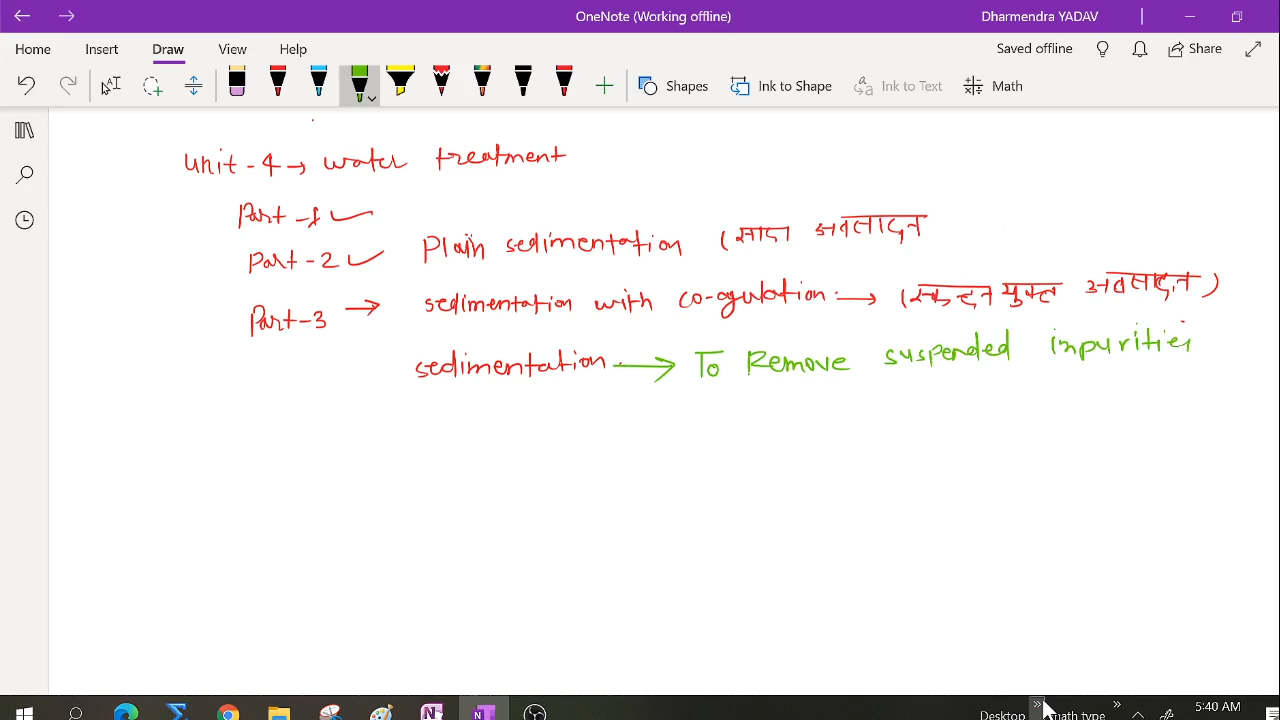 OneNote (Working offline)
Dharmendra YADAV
Home Insert Draw View Help
Saved offline
Share
Shapes
Ink to Shape
Ink to Text
Math
Unit-4 → water treatment
Part-1 ✓
Part-2 ✓ Plain sedimentation (सादा अवसादन
Part-3 → sedimentation with co-agulation. → (स्कंदन युक्त अवसादन)
sedimentation. → To Remove suspended impurities
Desktop
math type
5:40 AM